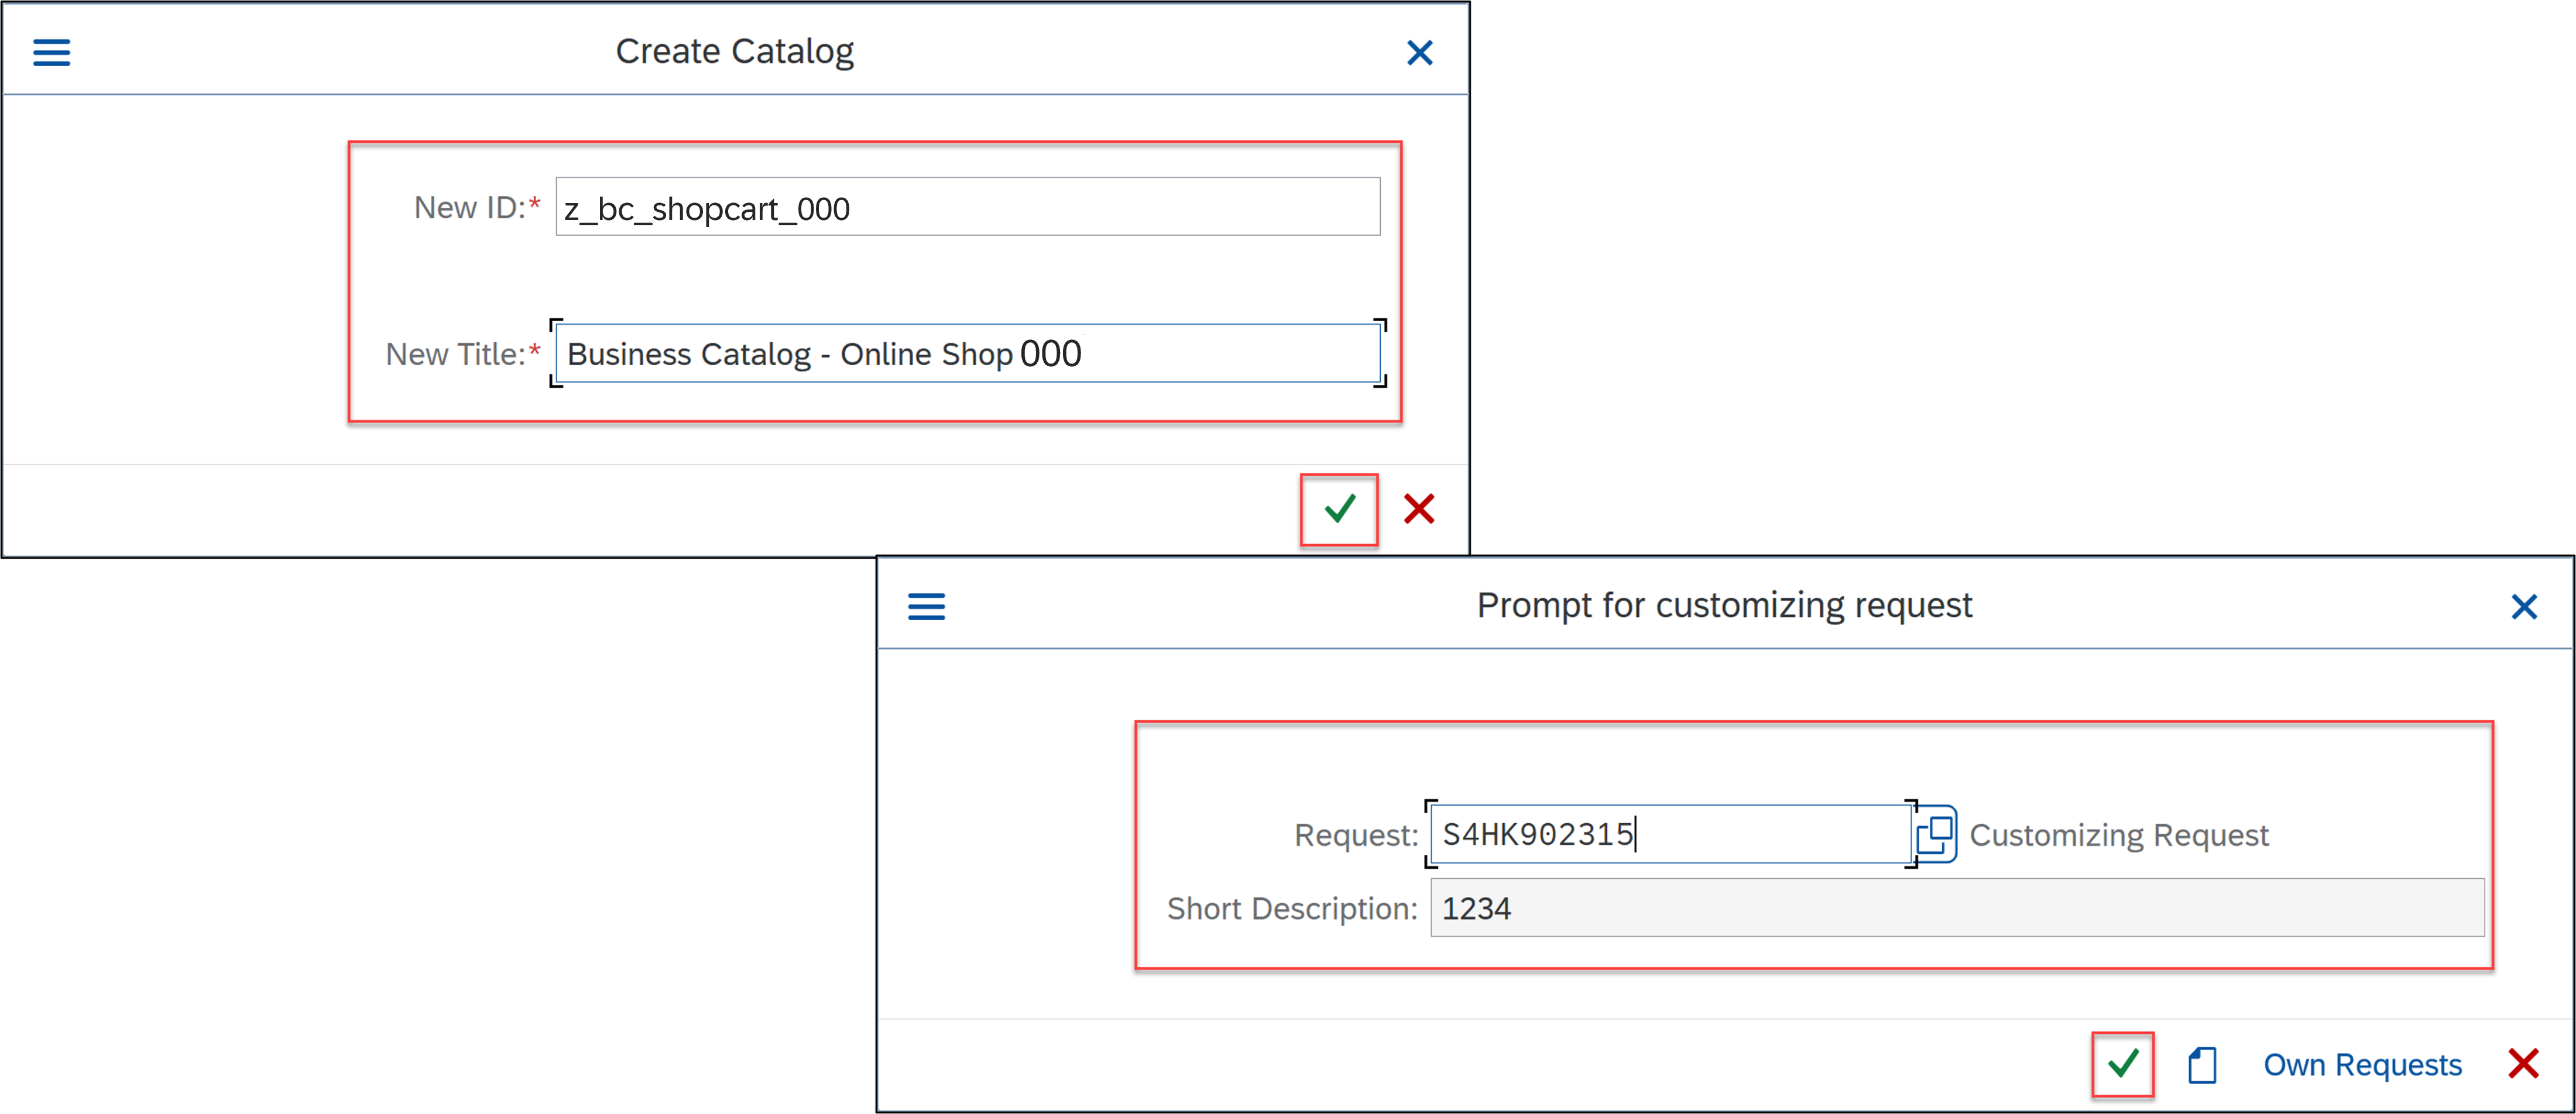 Create Catalog
New ID:* z_bc_shopcart_000
New Title:* Business Catalog - Online Shop 000
Prompt for customizing request
Request: S4HK902315 Customizing Request
Short Description: 1234
Own Requests